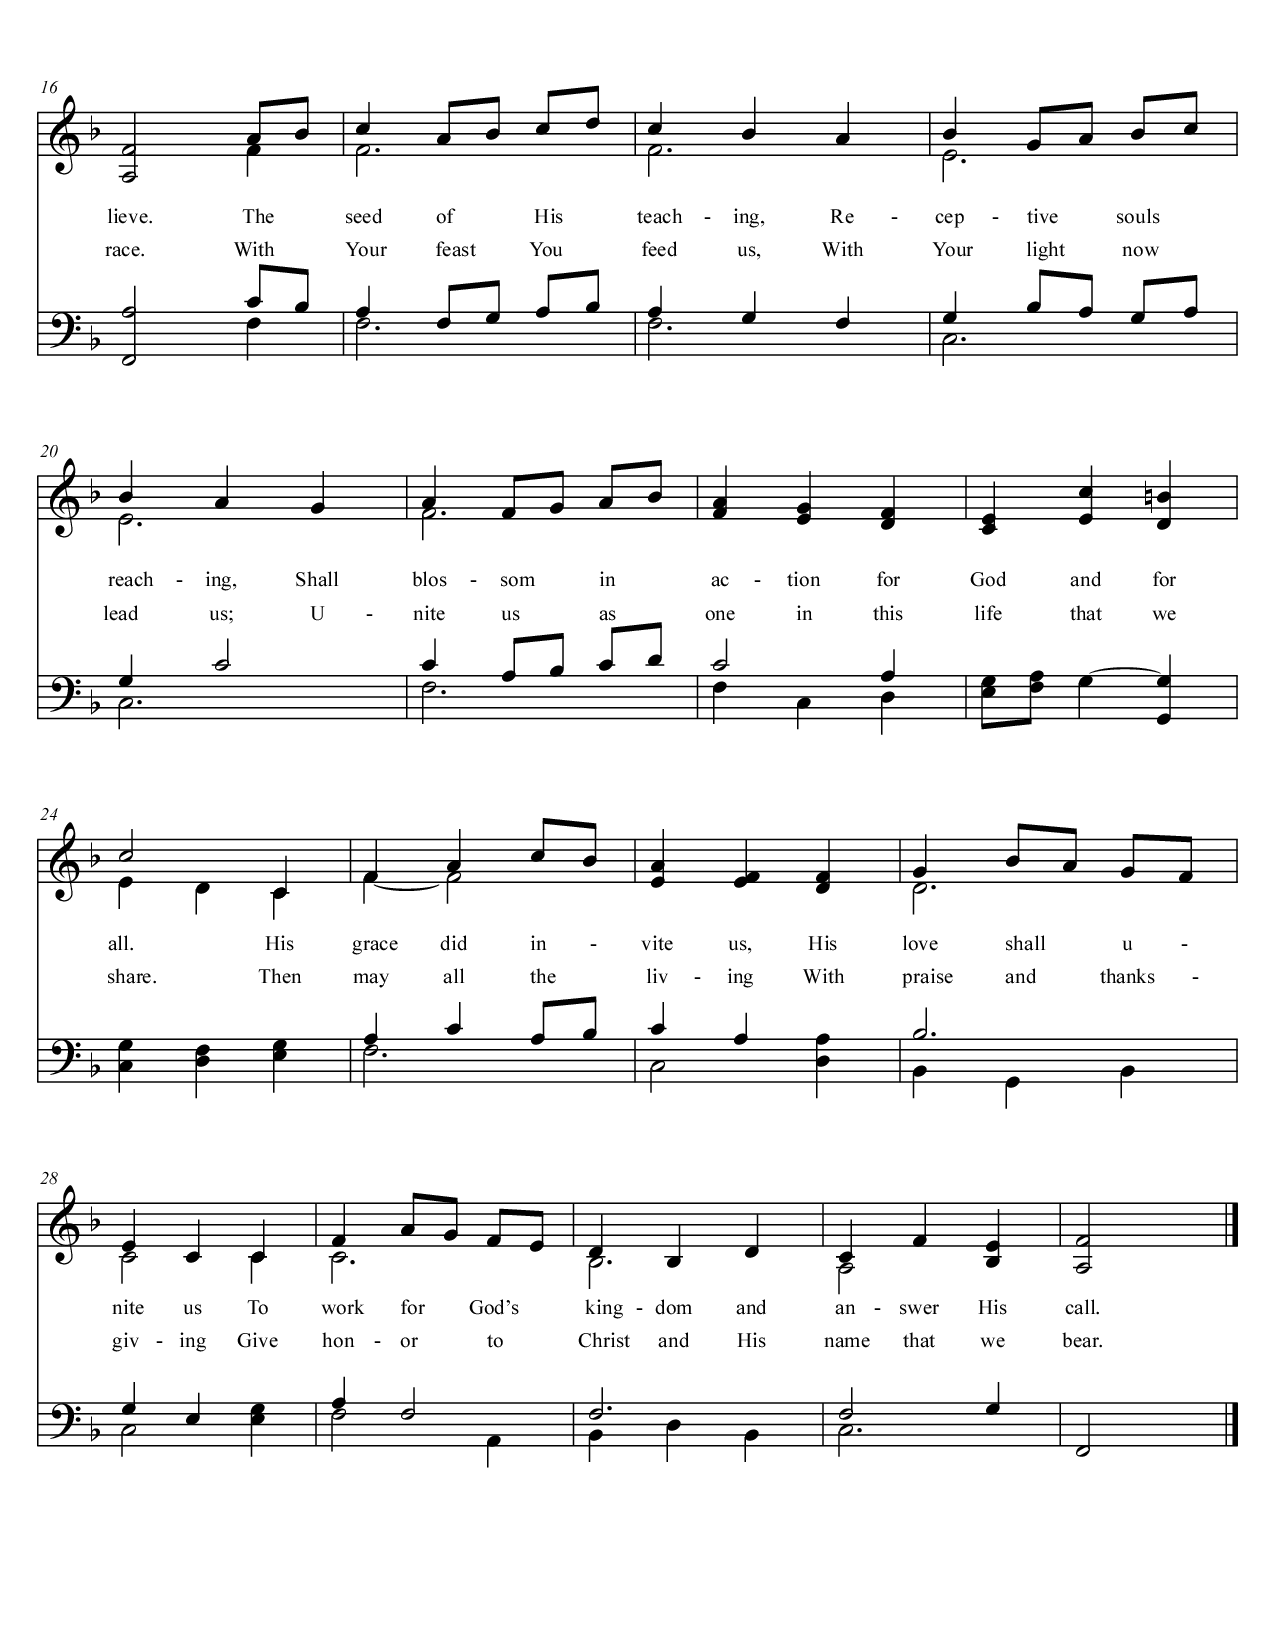 16
lieve. The seed of His teach - ing, Re - cep - tive souls
race. With Your feast You feed us, With Your light now
20
reach - ing, Shall blos - som in ac - tion for God and for
lead us; U - nite us as one in this life that we
24
all. His grace did in - vite us, His love shall u -
share. Then may all the liv - ing With praise and thanks -
28
nite us To work for God’s king - dom and an - swer His call.
giv - ing Give hon - or to Christ and His name that we bear.